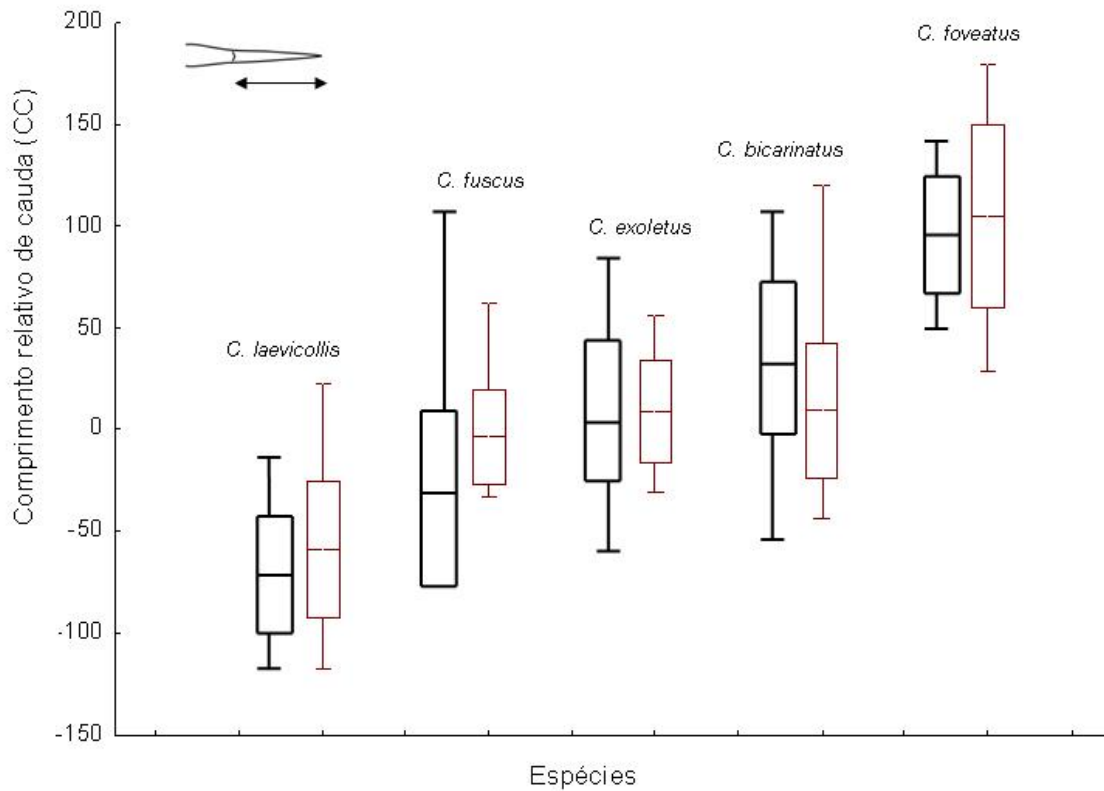 200
150
100
50
0
-50
-100
-150
Comprimento relativo de cauda (CC)
C. foveatus
C. bicarinatus
C. fuscus
C. exoletus
C. laevicollis
Espécies